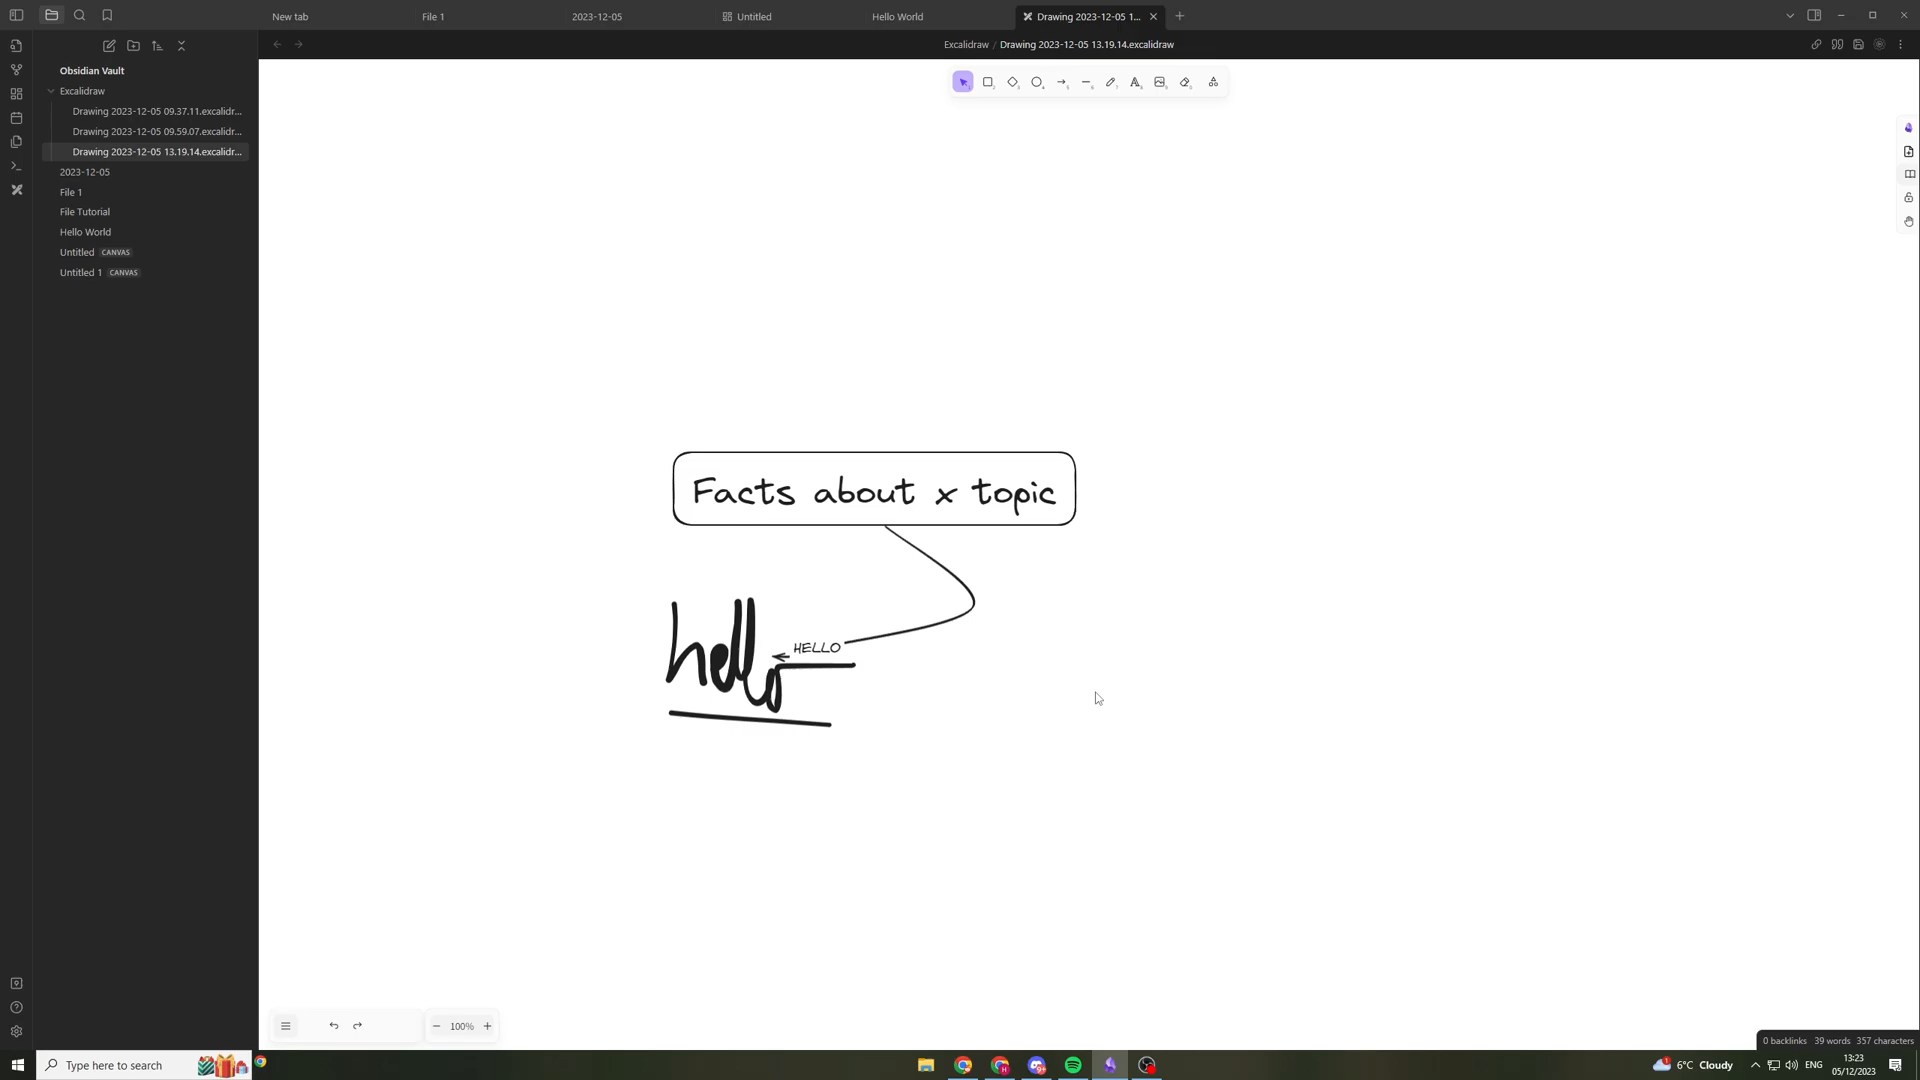 New tab
File 1
2023-12-05
Untitled
Hello World
Drawing 2023-12-05 1...
Excalidraw / Drawing 2023-12-05 13.19.14.excalidraw
Obsidian Vault
Excalidraw
Drawing 2023-12-05 09.37.11.excalidr...
Drawing 2023-12-05 09.59.07.excalidr...
Drawing 2023-12-05 13.19.14.excalidr...
2023-12-05
File 1
File Tutorial
Hello World
Untitled CANVAS
Untitled 1 CANVAS
Facts about x topic
HELLO
hello
100%
0 backlinks 39 words 357 characters
Type here to search
6°C Cloudy
ENG
13:23
05/12/2023